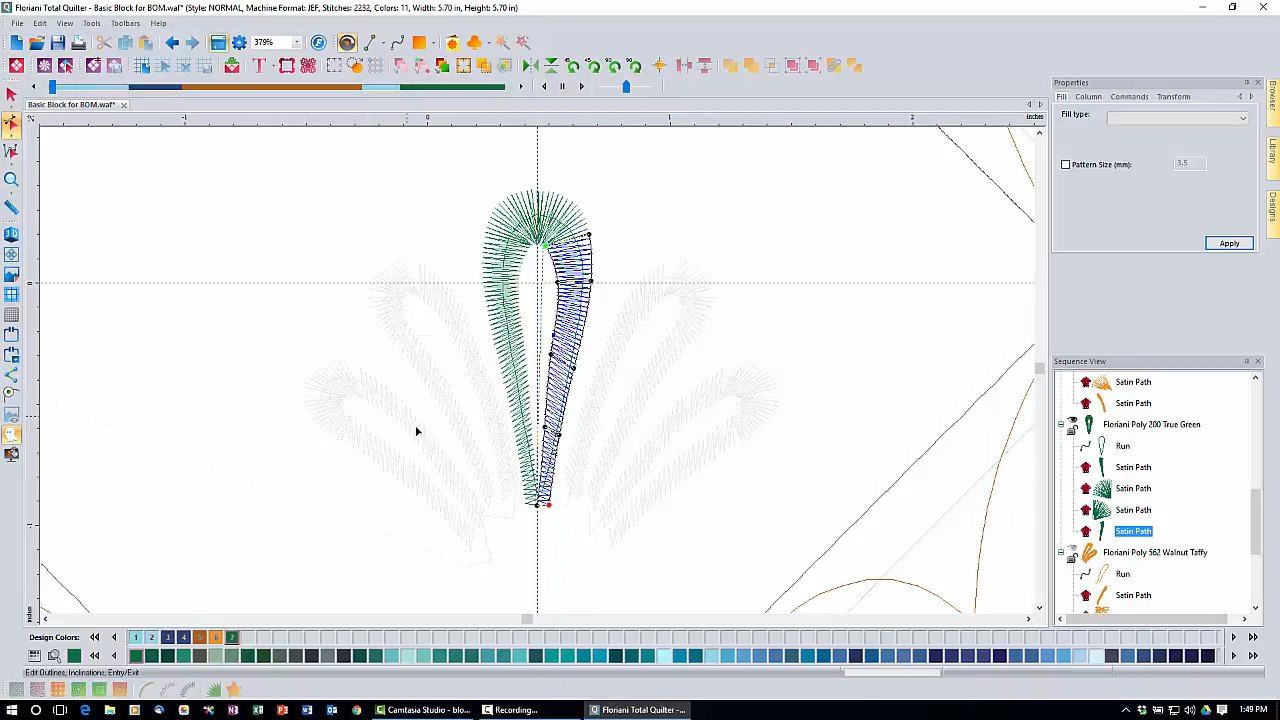 Floriani Total Quilter - Basic Block for BOM.waf* (Style: NORMAL, Machine Format: JEF, Stitches: 2232, Colors: 11, Width: 5.70 in, Height: 5.70 in)
File Edit View Tools Toolbars Help
379%
Basic Block for BOM.waf*
-1 0 1 2 inches
Properties
Fill Column Commands Transform
Fill type:
Pattern Size (mm): 3.5
Apply
Browser
Library
Designs
Sequence View
Satin Path
Satin Path
Floriani Poly 200 True Green
Run
Satin Path
Satin Path
Satin Path
Satin Path
Floriani Poly 562 Walnut Taffy
Run
Satin Path
Design Colors: 1 2 3 4 5 6 7
Edit Outlines, Inclinations, Entry/Exit
Camtasia Studio - blo... Recording... Floriani Total Quilter -... 1:49 PM